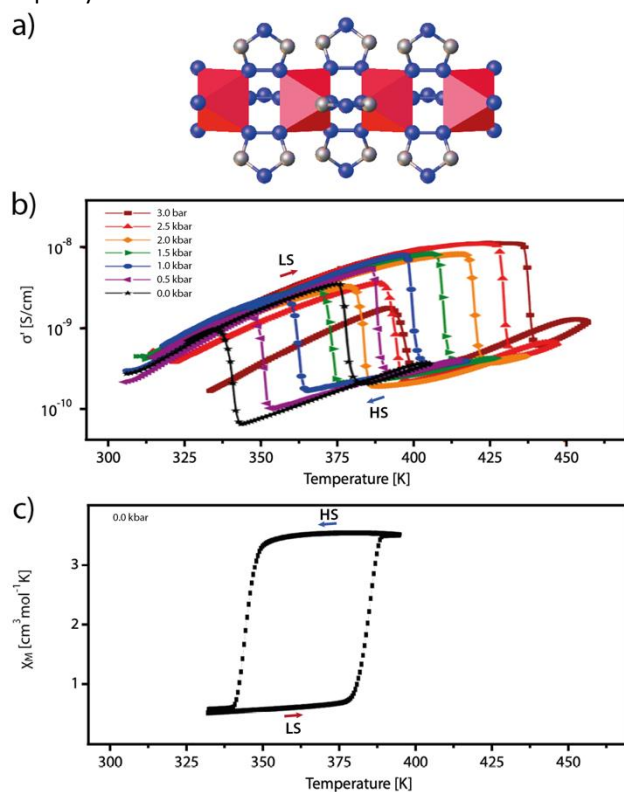 a)
b)
3.0 bar
2.5 kbar
2.0 kbar
1.5 kbar
1.0 kbar
0.5 kbar
0.0 kbar
LS
HS
10⁻⁸
10⁻⁹
10⁻¹⁰
σ' [S/cm]
300 325 350 375 400 425 450
Temperature [K]
c)
0.0 kbar
HS
LS
3
2
1
χM [cm³mol⁻¹K]
300 325 350 375 400 425 450
Temperature [K]